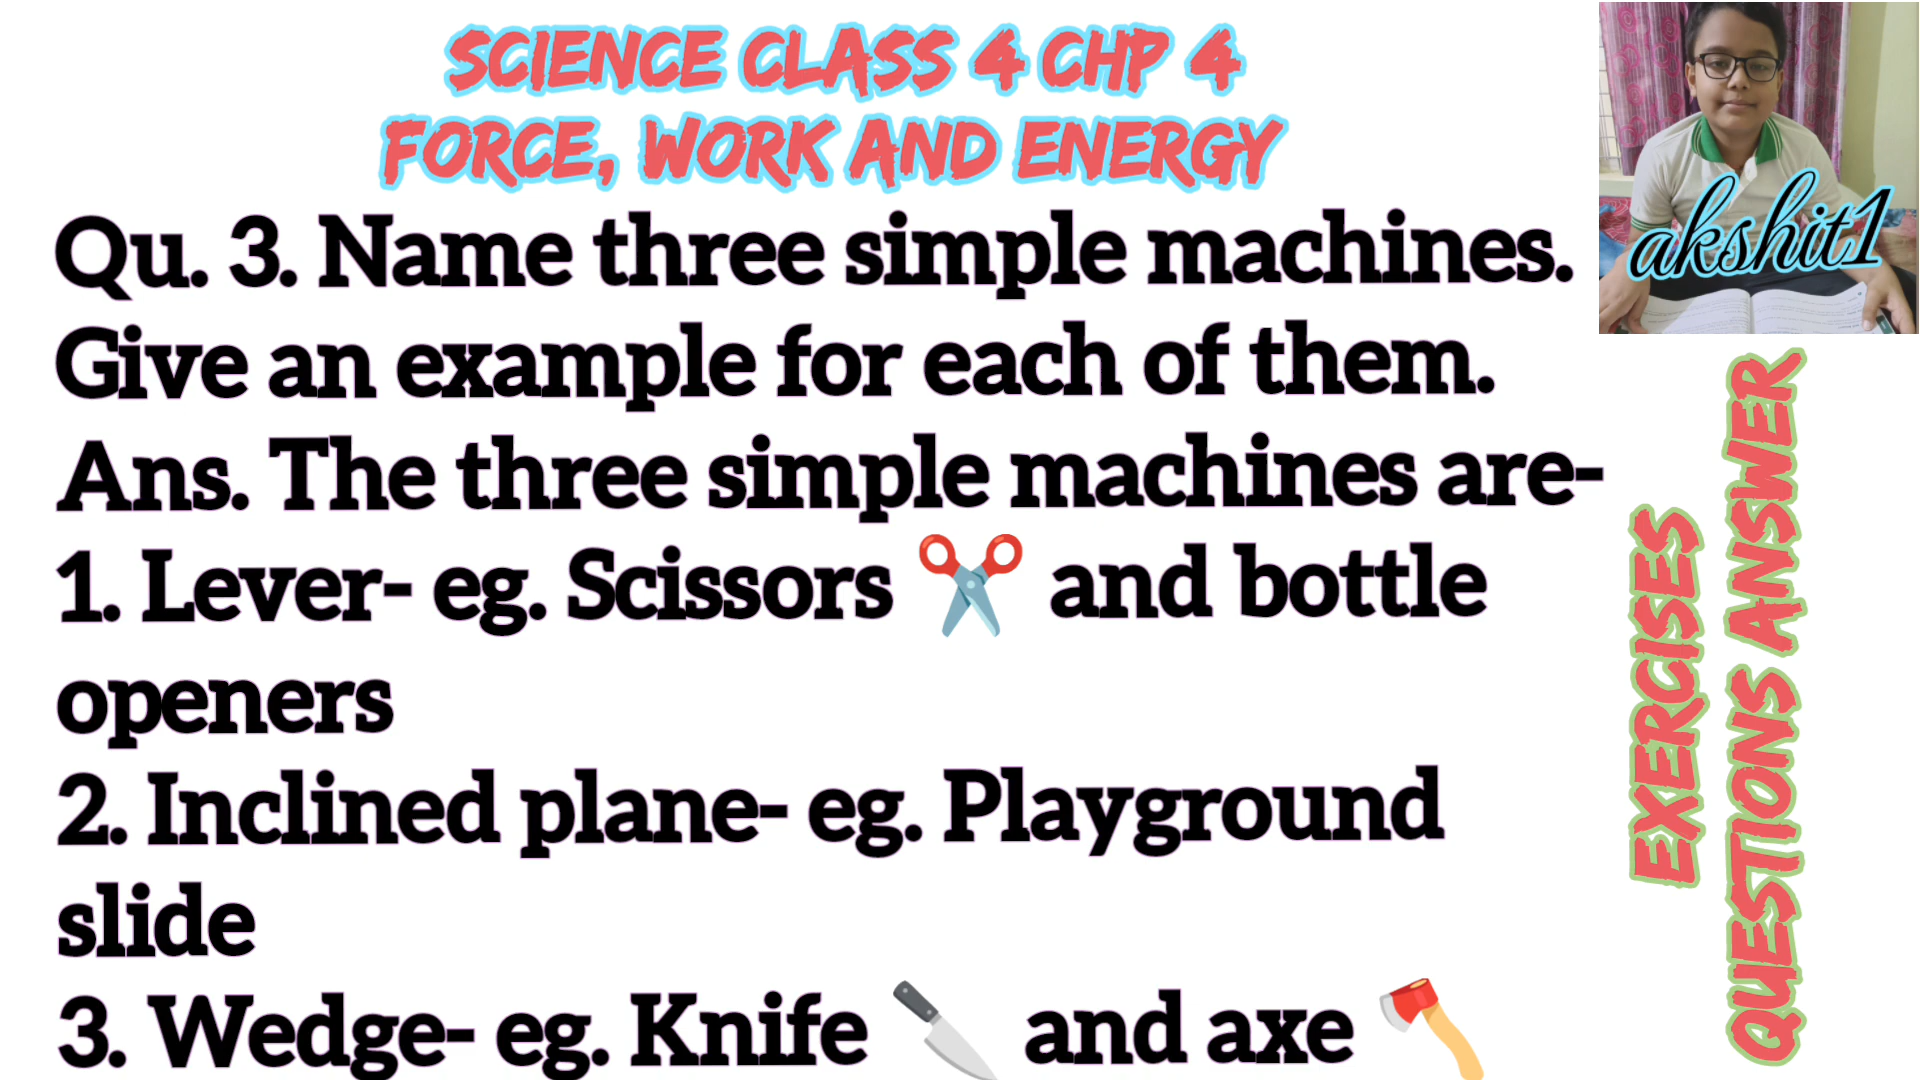 SCIENCE CLASS 4 CHP 4
FORCE, WORK AND ENERGY
Qu. 3. Name three simple machines.
Give an example for each of them.
Ans. The three simple machines are-
1. Lever- eg. Scissors ✂️ and bottle
openers
2. Inclined plane- eg. Playground
slide
3. Wedge- eg. Knife 🔪 and axe 🪓
akshit1
EXERCISES
QUESTIONS ANSWER